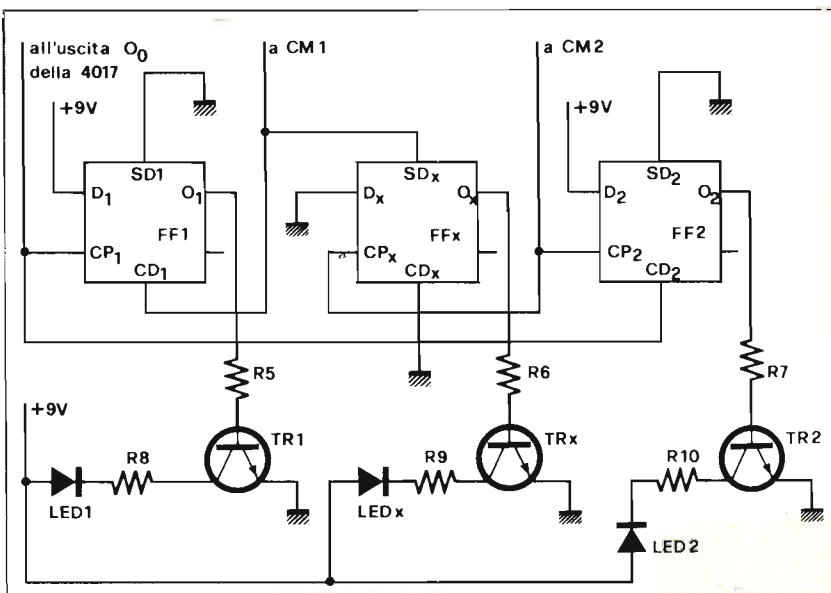 all'uscita O0
della 4017
a CM1
a CM2
+9V
+9V
SD1
D1
O1
FF1
CP1
CD1
SDx
Dx
Ox
FFx
CPx
CDx
SD2
D2
O2
FF2
CP2
CD2
R5
R6
R7
+9V
TR1
R8
LED1
TRx
R9
LEDx
TR2
R10
LED2